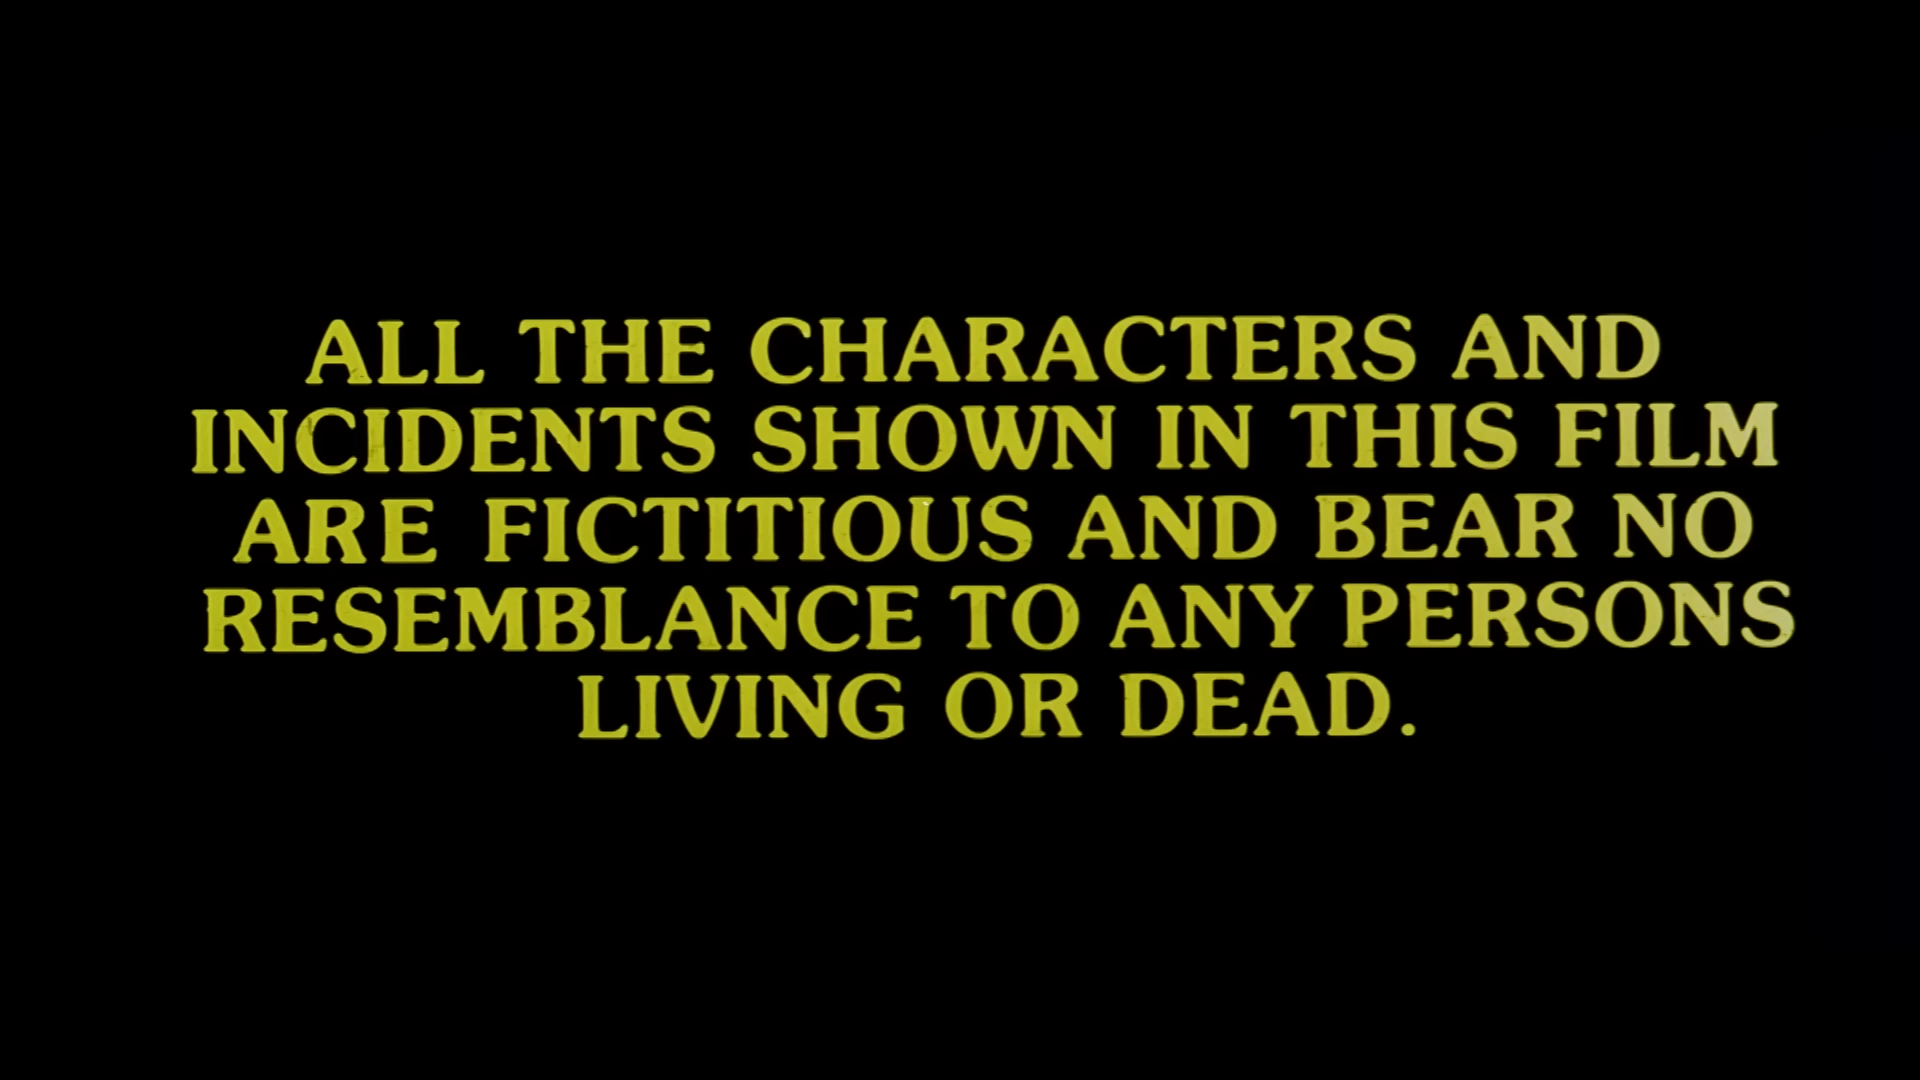 ALL THE CHARACTERS AND
INCIDENTS SHOWN IN THIS FILM
ARE FICTITIOUS AND BEAR NO
RESEMBLANCE TO ANY PERSONS
LIVING OR DEAD.